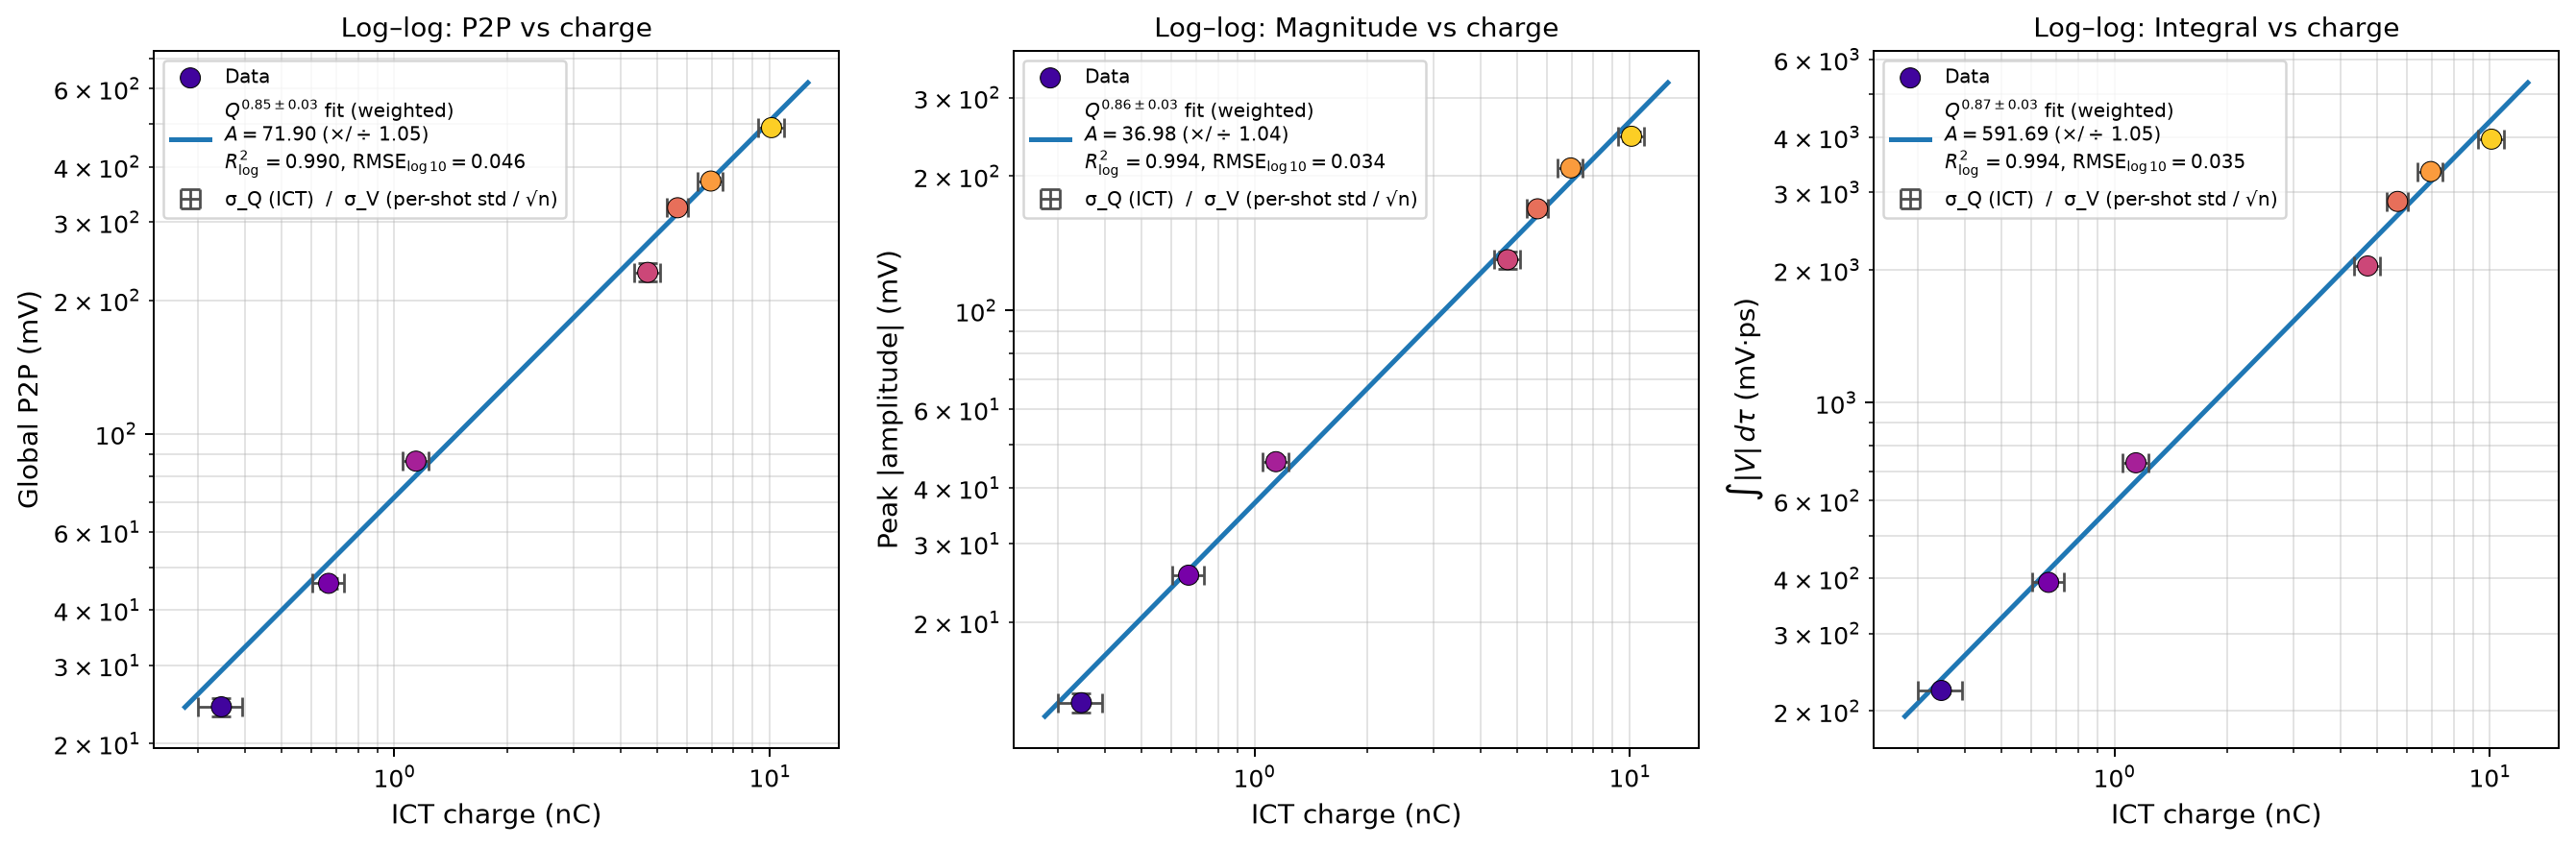 Log–log: P2P vs charge
Data
Q^0.85 ± 0.03 fit (weighted)
A = 71.90 (×/÷ 1.05)
R²log = 0.990, RMSElog10 = 0.046
σ_Q (ICT) / σ_V (per-shot std / √n)
Global P2P (mV)
6 × 10²
4 × 10²
3 × 10²
2 × 10²
10²
6 × 10¹
4 × 10¹
3 × 10¹
2 × 10¹
10⁰
10¹
ICT charge (nC)
Log–log: Magnitude vs charge
Data
Q^0.86 ± 0.03 fit (weighted)
A = 36.98 (×/÷ 1.04)
R²log = 0.994, RMSElog10 = 0.034
σ_Q (ICT) / σ_V (per-shot std / √n)
Peak |amplitude| (mV)
3 × 10²
2 × 10²
10²
6 × 10¹
4 × 10¹
3 × 10¹
2 × 10¹
10⁰
10¹
ICT charge (nC)
Log–log: Integral vs charge
Data
Q^0.87 ± 0.03 fit (weighted)
A = 591.69 (×/÷ 1.05)
R²log = 0.994, RMSElog10 = 0.035
σ_Q (ICT) / σ_V (per-shot std / √n)
∫|V| dτ (mV·ps)
6 × 10³
4 × 10³
3 × 10³
2 × 10³
10³
6 × 10²
4 × 10²
3 × 10²
2 × 10²
10⁰
10¹
ICT charge (nC)